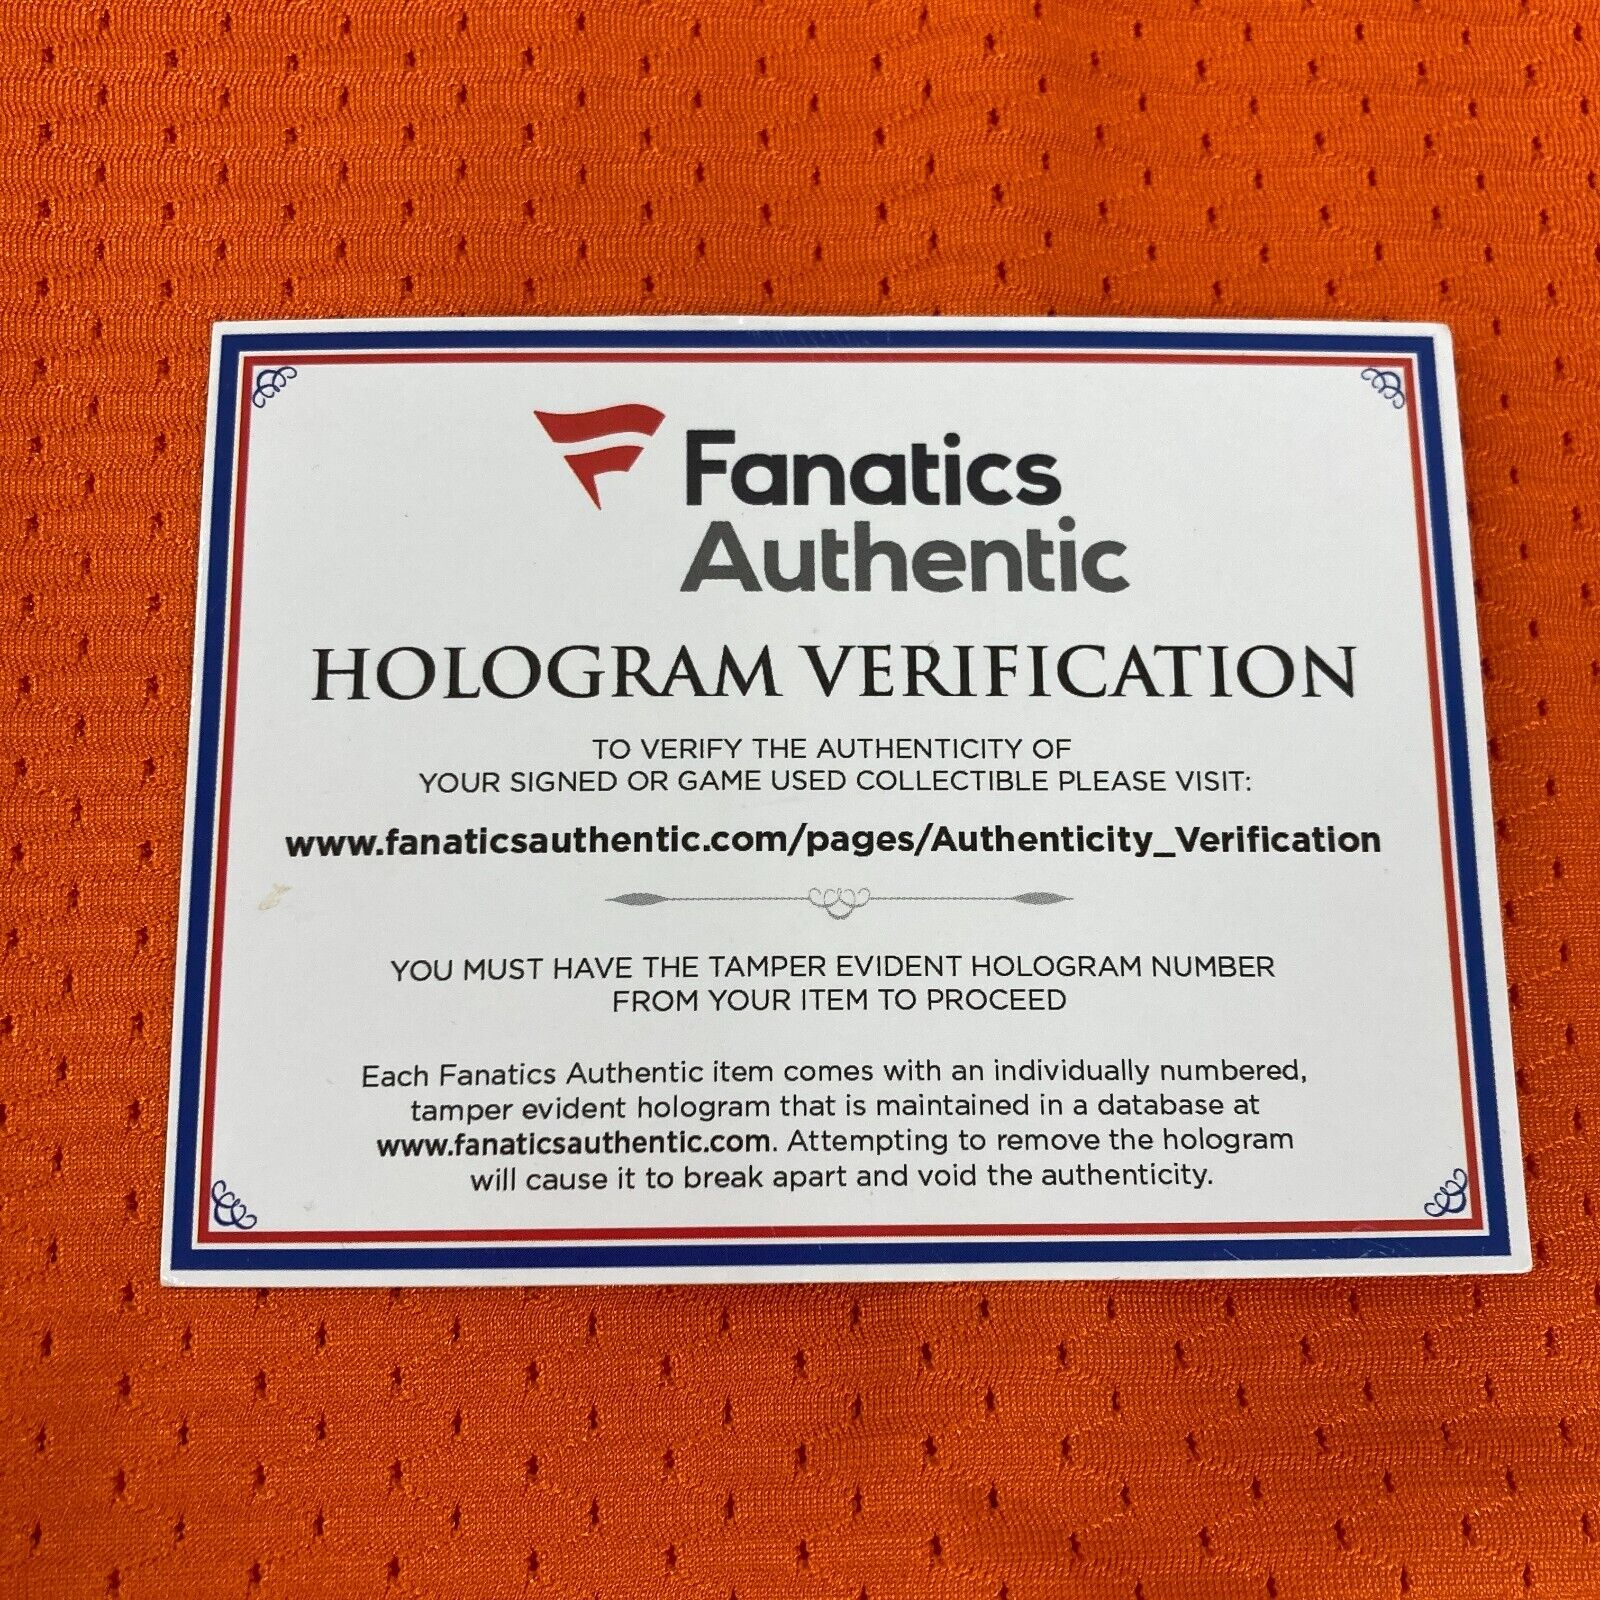 Fanatics
Authentic
HOLOGRAM VERIFICATION
TO VERIFY THE AUTHENTICITY OF
YOUR SIGNED OR GAME USED COLLECTIBLE PLEASE VISIT:
www.fanaticsauthentic.com/pages/Authenticity_Verification
YOU MUST HAVE THE TAMPER EVIDENT HOLOGRAM NUMBER
FROM YOUR ITEM TO PROCEED
Each Fanatics Authentic item comes with an individually numbered,
tamper evident hologram that is maintained in a database at
www.fanaticsauthentic.com. Attempting to remove the hologram
will cause it to break apart and void the authenticity.